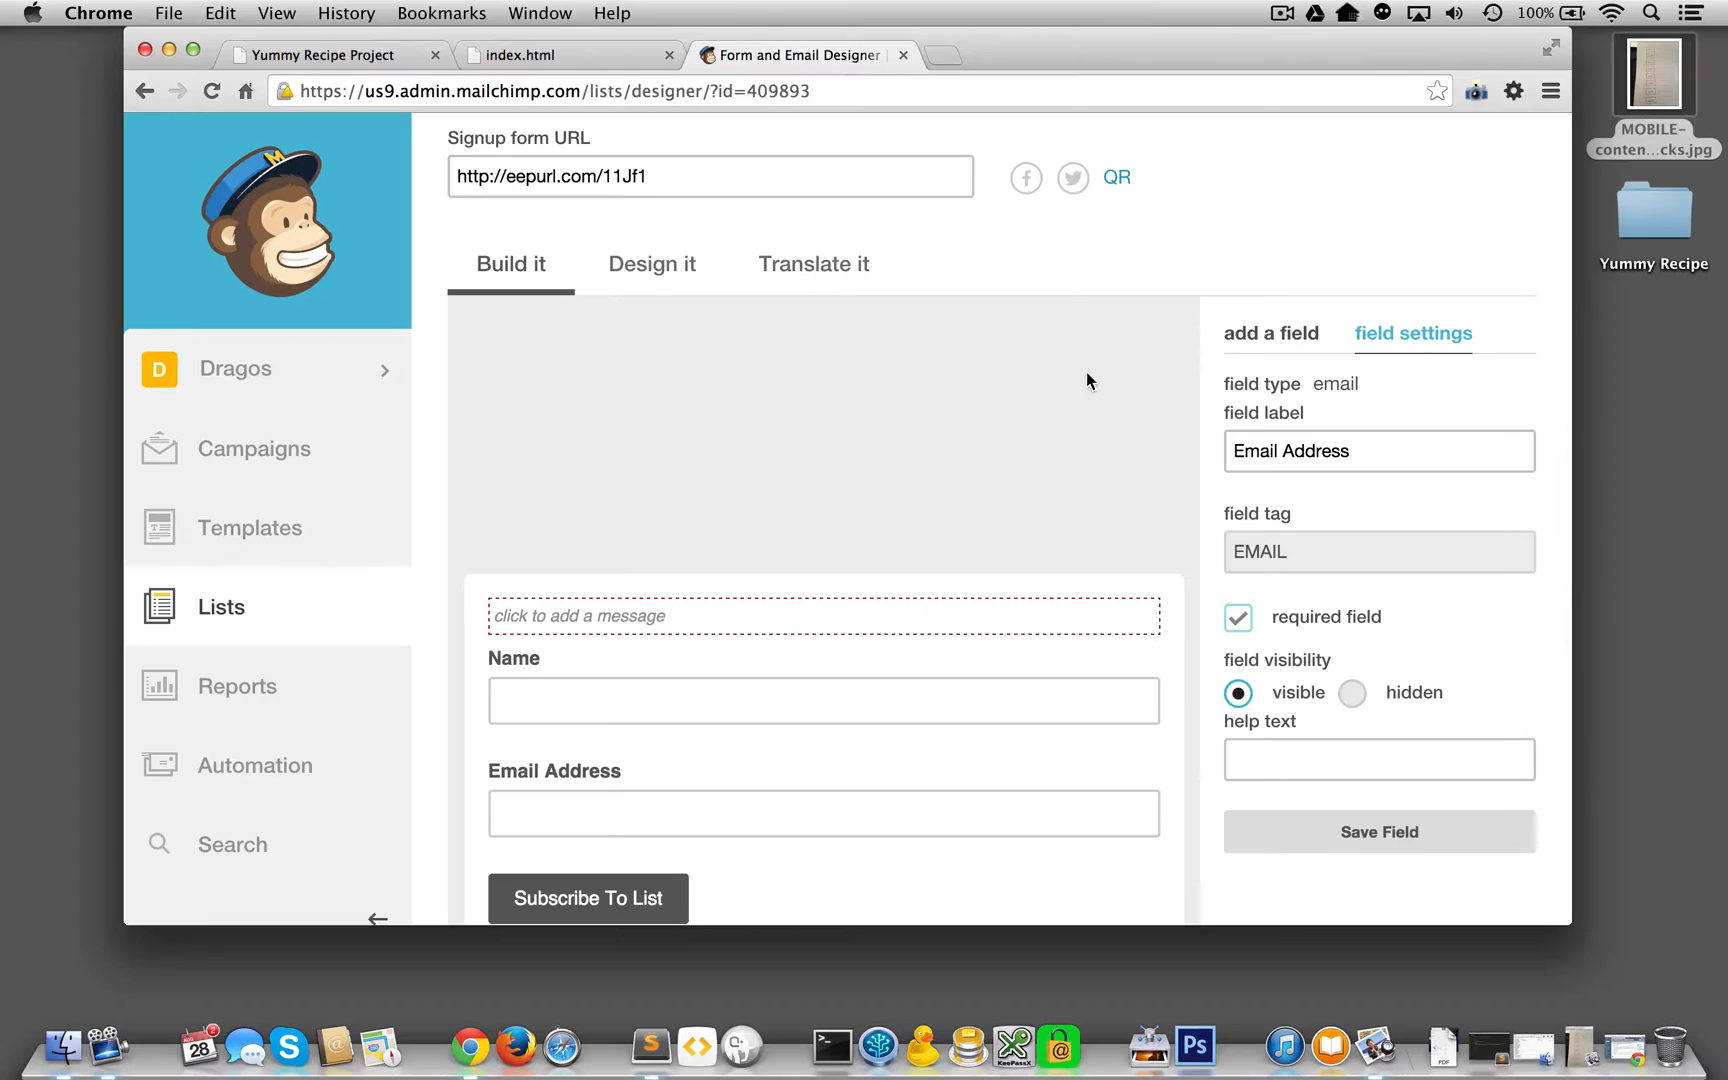 Chrome File Edit View History Bookmarks Window Help 100%
Yummy Recipe Project index.html Form and Email Designer
https://us9.admin.mailchimp.com/lists/designer/?id=409893
MOBILE-
conten...cks.jpg
Yummy Recipe
M
D Dragos
Campaigns
Templates
Lists
Reports
Automation
Search
Signup form URL
http://eepurl.com/11Jf1 QR
Build it Design it Translate it
click to add a message
Name
Email Address
Subscribe To List
add a field field settings
field type email
field label
Email Address
field tag
EMAIL
required field
field visibility
visible hidden
help text
Save Field
2
28
KeePassX
Ps
PDF